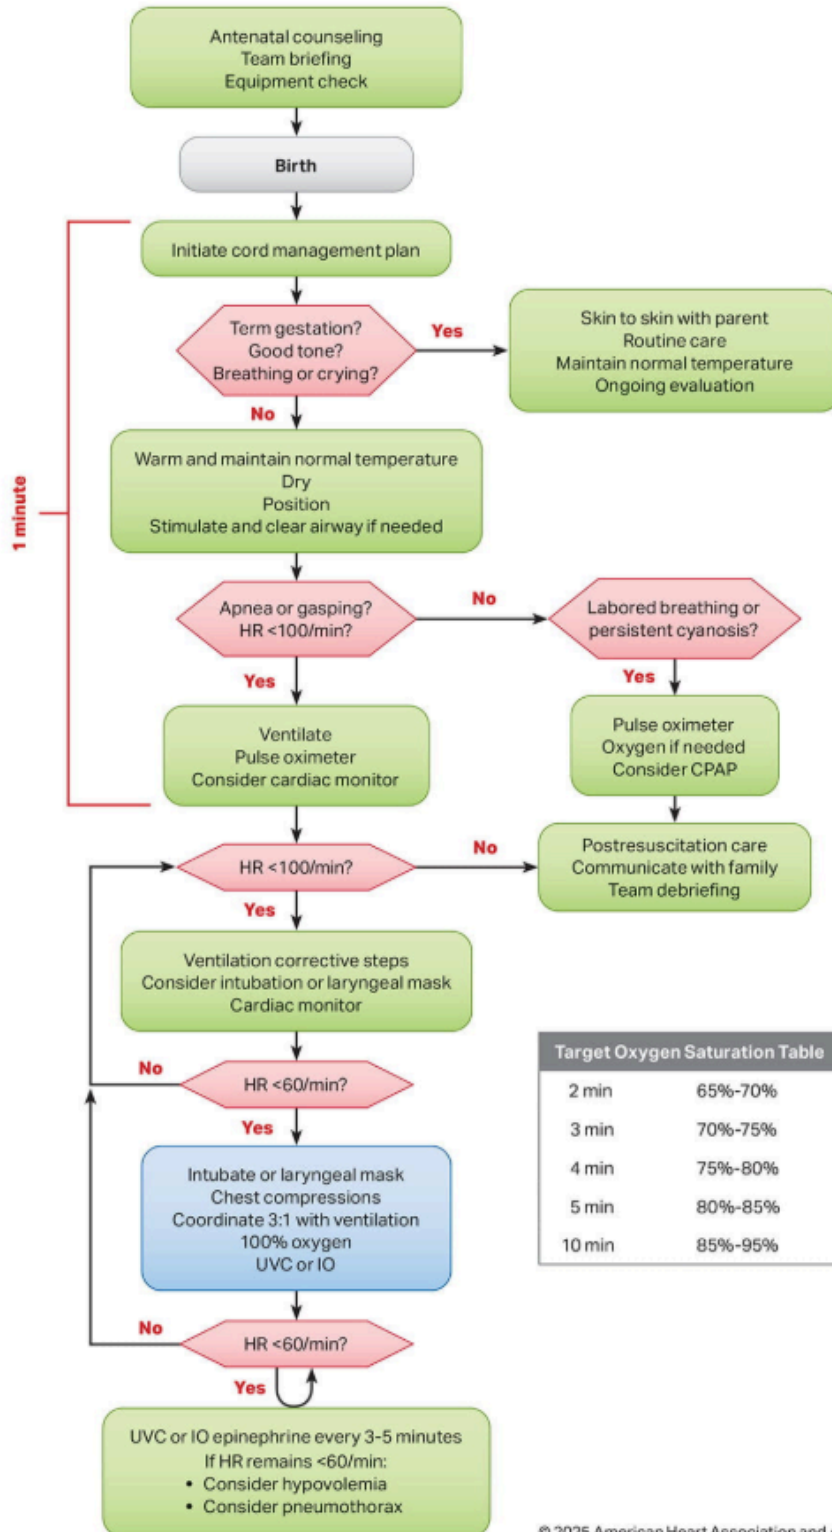 Antenatal counseling
Team briefing
Equipment check
Birth
Initiate cord management plan
Term gestation?
Good tone?
Breathing or crying?
Yes
Skin to skin with parent
Routine care
Maintain normal temperature
Ongoing evaluation
No
Warm and maintain normal temperature
Dry
Position
Stimulate and clear airway if needed
1 minute
Apnea or gasping?
HR <100/min?
No
Labored breathing or
persistent cyanosis?
Yes
Yes
Ventilate
Pulse oximeter
Consider cardiac monitor
Pulse oximeter
Oxygen if needed
Consider CPAP
HR <100/min?
No
Postresuscitation care
Communicate with family
Team debriefing
Yes
Ventilation corrective steps
Consider intubation or laryngeal mask
Cardiac monitor
No
HR <60/min?
Yes
Intubate or laryngeal mask
Chest compressions
Coordinate 3:1 with ventilation
100% oxygen
UVC or IO
Target Oxygen Saturation Table
2 min 65%-70%
3 min 70%-75%
4 min 75%-80%
5 min 80%-85%
10 min 85%-95%
No
HR <60/min?
Yes
UVC or IO epinephrine every 3-5 minutes
If HR remains <60/min:
• Consider hypovolemia
• Consider pneumothorax
© 2025 American Heart Association and